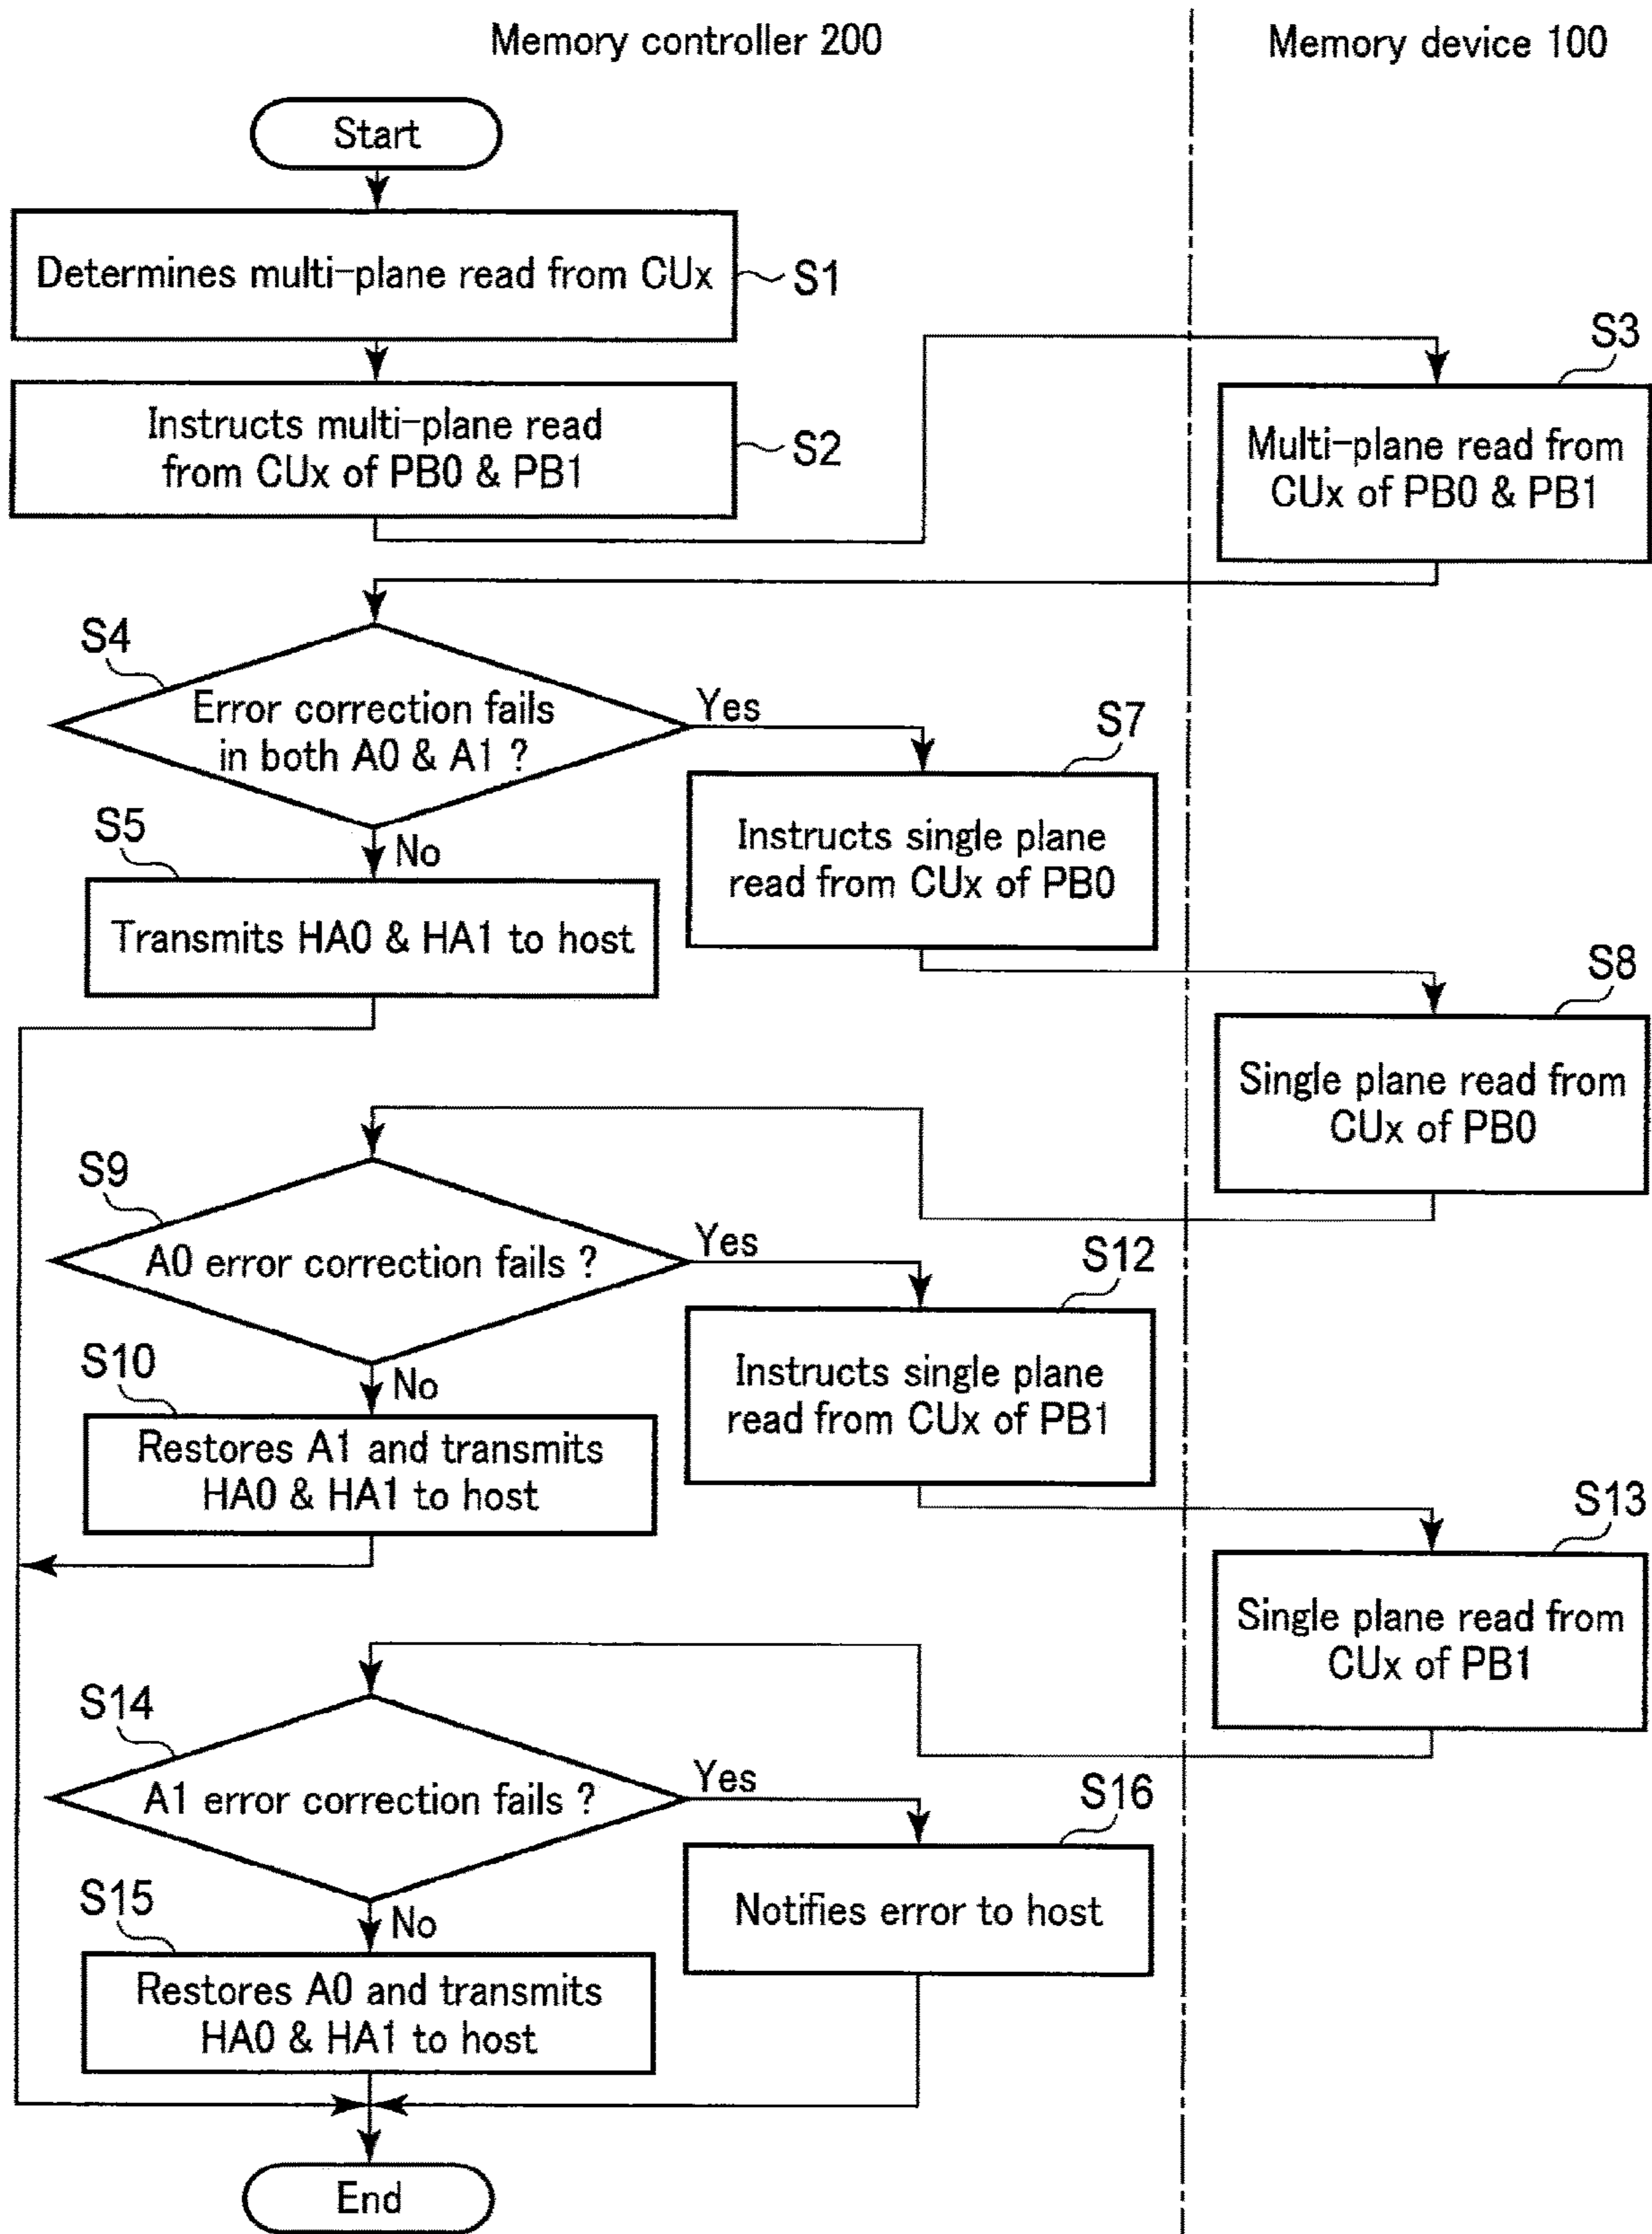 Memory controller 200
Memory device 100
Start
Determines multi-plane read from CUx
S1
Instructs multi-plane read
from CUx of PB0 & PB1
S2
S3
Multi-plane read from
CUx of PB0 & PB1
S4
Error correction fails
in both A0 & A1 ?
Yes
No
S5
Transmits HA0 & HA1 to host
S7
Instructs single plane
read from CUx of PB0
S8
Single plane read from
CUx of PB0
S9
A0 error correction fails ?
Yes
No
S10
Restores A1 and transmits
HA0 & HA1 to host
S12
Instructs single plane
read from CUx of PB1
S13
Single plane read from
CUx of PB1
S14
A1 error correction fails ?
Yes
No
S15
Restores A0 and transmits
HA0 & HA1 to host
S16
Notifies error to host
End